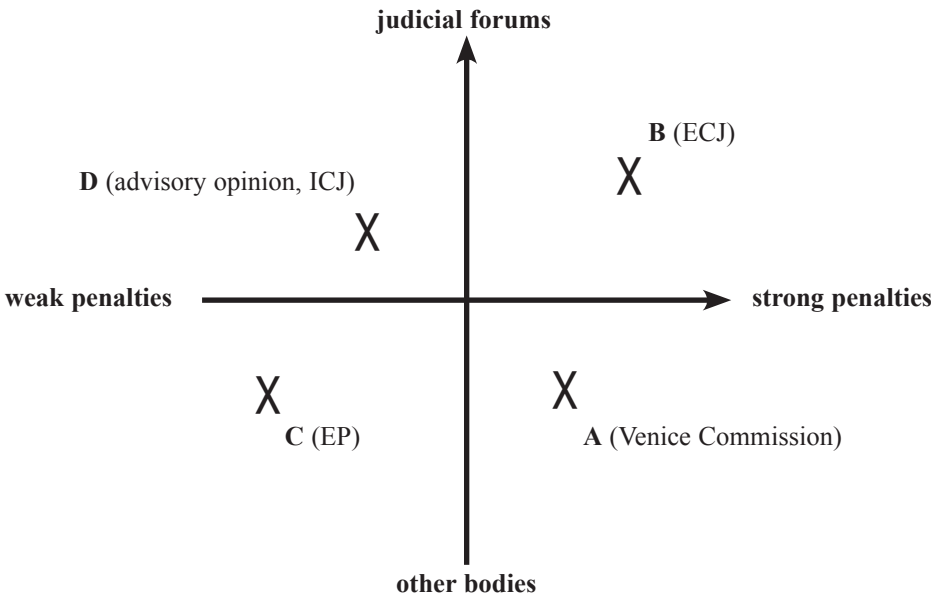 judicial forums
B (ECJ)
X
D (advisory opinion, ICJ)
X
weak penalties
strong penalties
X
X
C (EP)
A (Venice Commission)
other bodies